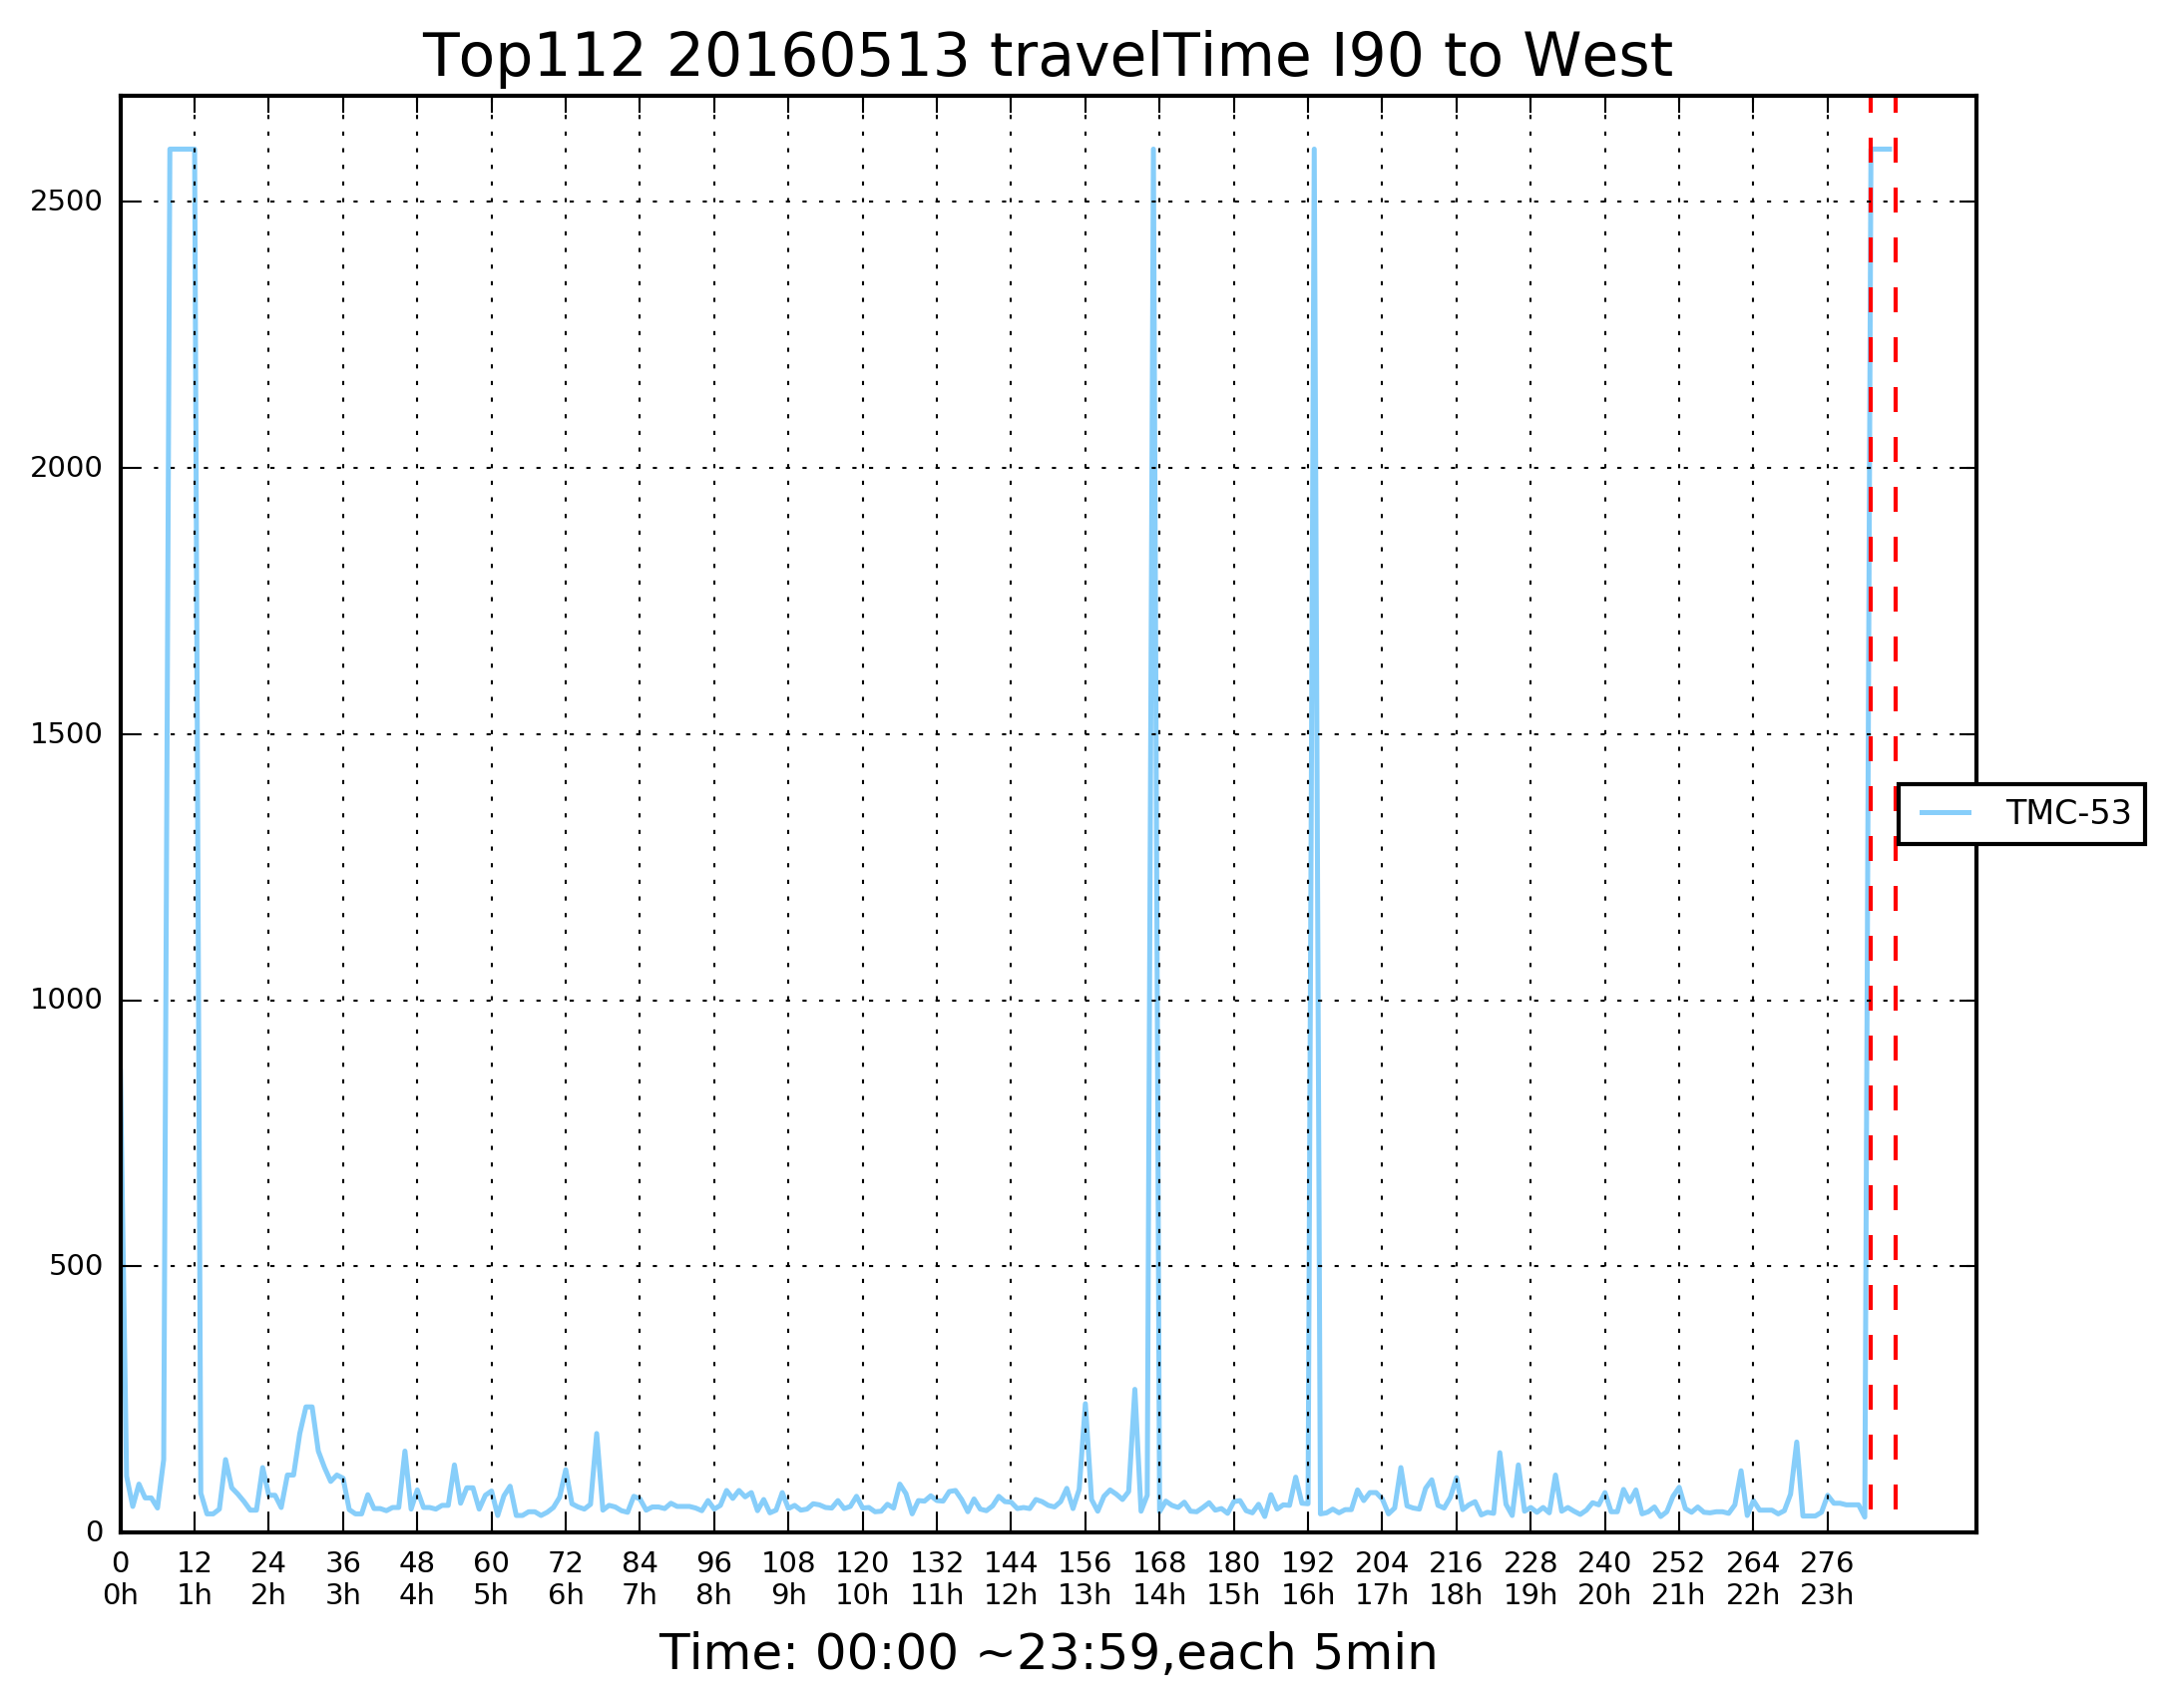 Top112 20160513 travelTime I90 to West
2500
2000
1500
1000
500
0
TMC-53
0 12 24 36 48 60 72 84 96 108 120 132 144 156 168 180 192 204 216 228 240 252 264 276
0h 1h 2h 3h 4h 5h 6h 7h 8h 9h 10h 11h 12h 13h 14h 15h 16h 17h 18h 19h 20h 21h 22h 23h
Time: 00:00 ~23:59,each 5min